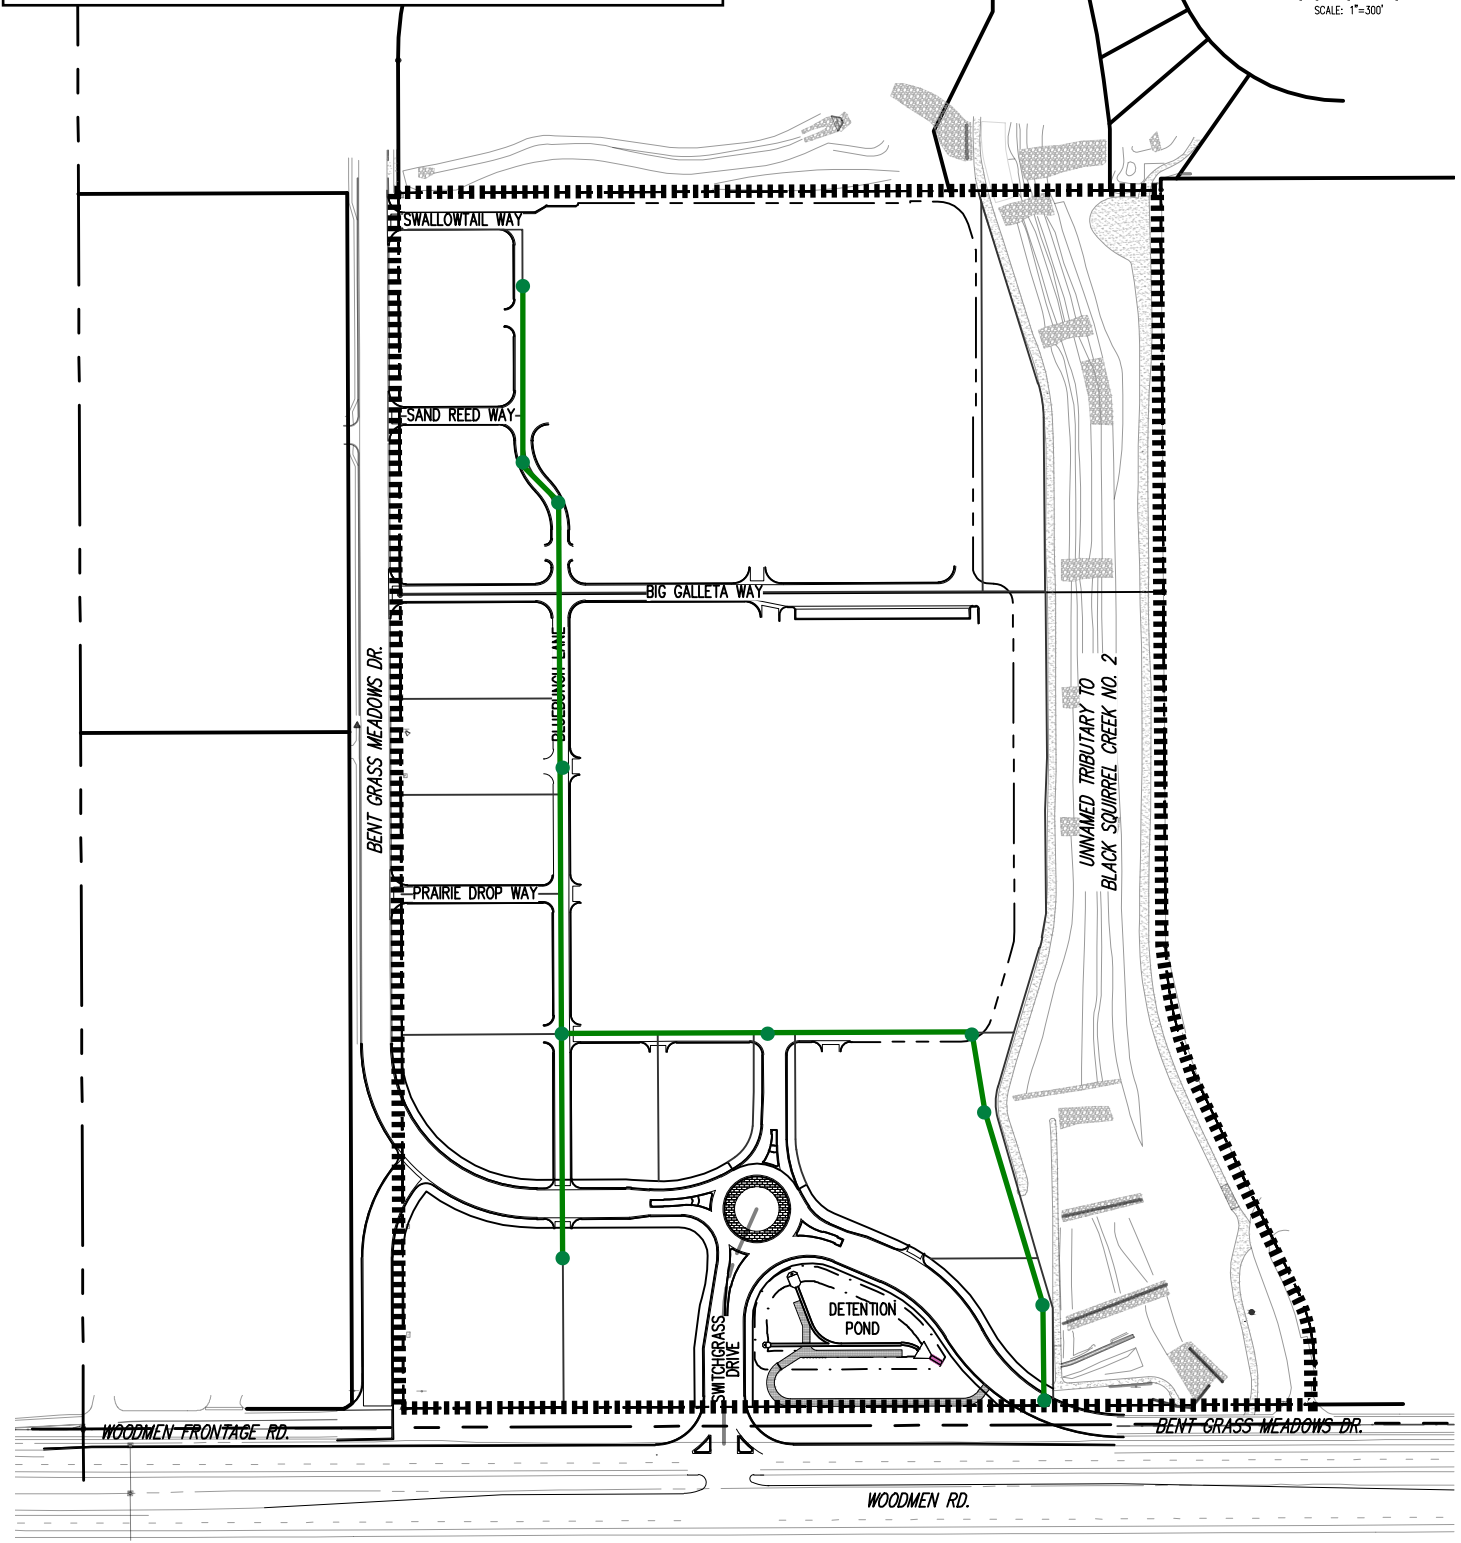 SCALE: 1"=300'
SWALLOWTAIL WAY
SAND REED WAY
BIG GALLETA WAY
BLUEBUNCH LANE
BENT GRASS MEADOWS DR.
UNNAMED TRIBUTARY TO
BLACK SQUIRREL CREEK NO. 2
PRAIRIE DROP WAY
DETENTION
POND
SWITCHGRASS
DRIVE
WOODMEN FRONTAGE RD.
BENT GRASS MEADOWS DR.
WOODMEN RD.